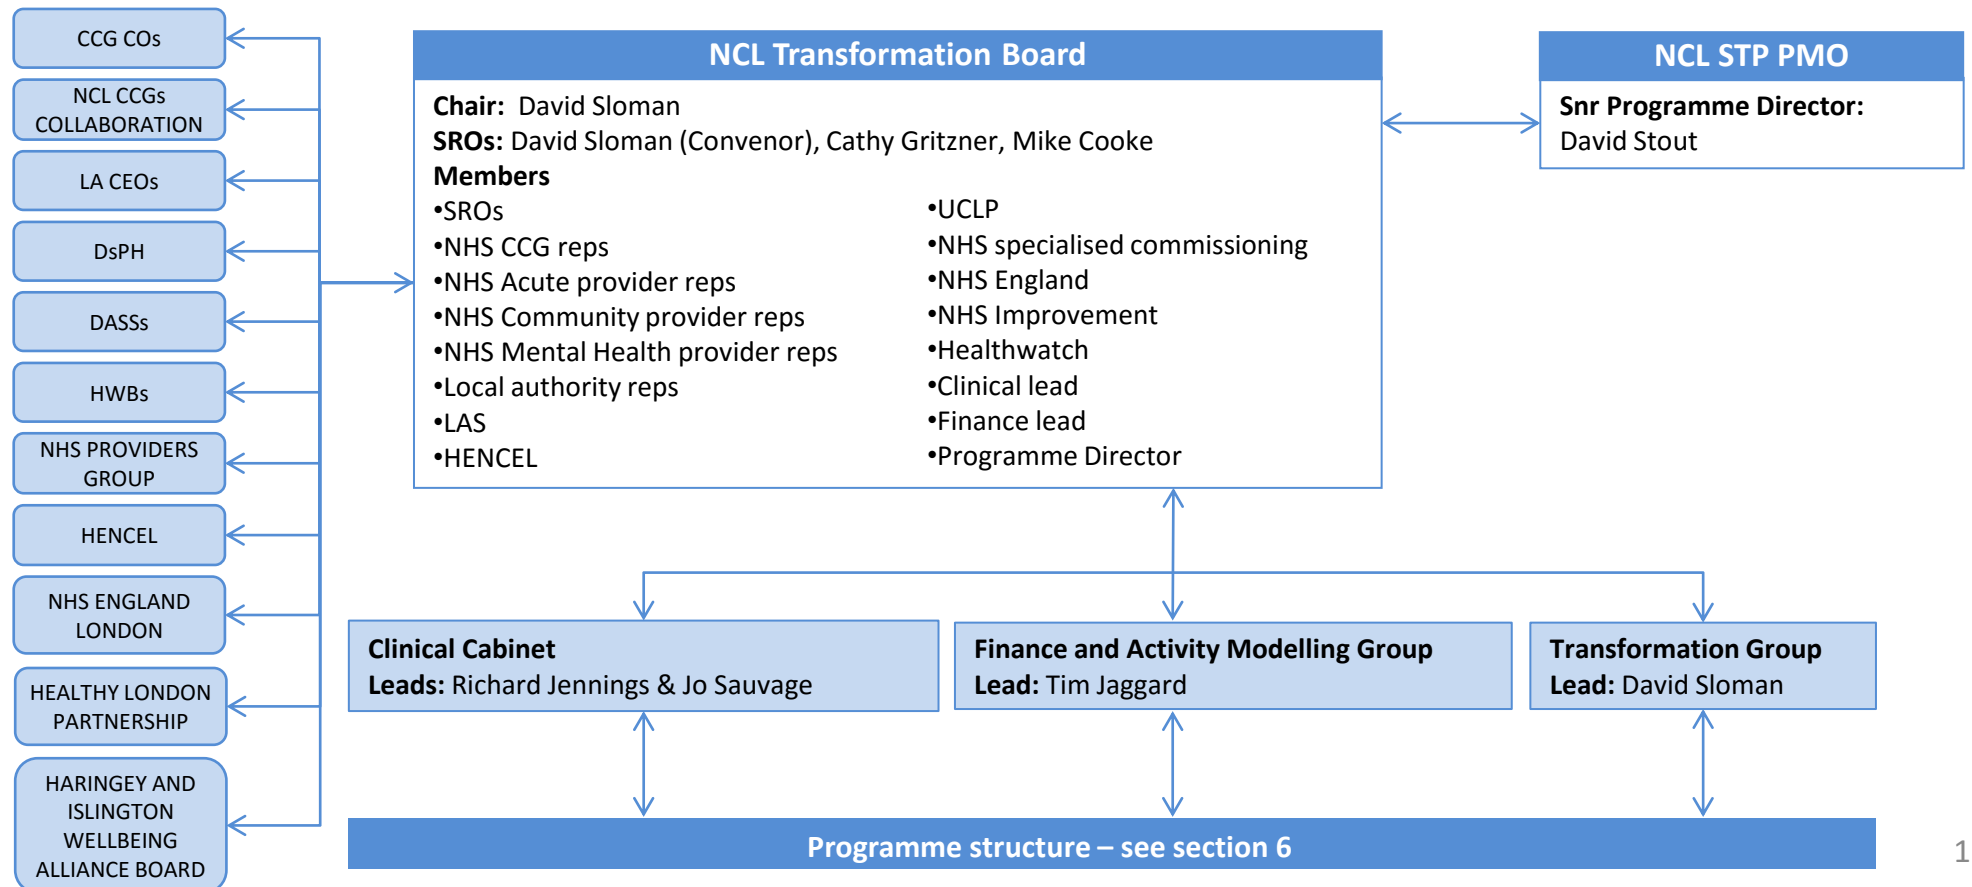 CCG COs
NCL CCGs
COLLABORATION
LA CEOs
DsPH
DASSs
HWBs
NHS PROVIDERS
GROUP
HENCEL
NHS ENGLAND
LONDON
HEALTHY LONDON
PARTNERSHIP
HARINGEY AND
ISLINGTON
WELLBEING
ALLIANCE BOARD
NCL Transformation Board
Chair: David Sloman
SROs: David Sloman (Convenor), Cathy Gritzner, Mike Cooke
Members
•SROs
•NHS CCG reps
•NHS Acute provider reps
•NHS Community provider reps
•NHS Mental Health provider reps
•Local authority reps
•LAS
•HENCEL
•UCLP
•NHS specialised commissioning
•NHS England
•NHS Improvement
•Healthwatch
•Clinical lead
•Finance lead
•Programme Director
NCL STP PMO
Snr Programme Director:
David Stout
Clinical Cabinet
Leads: Richard Jennings & Jo Sauvage
Finance and Activity Modelling Group
Lead: Tim Jaggard
Transformation Group
Lead: David Sloman
Programme structure – see section 6
1